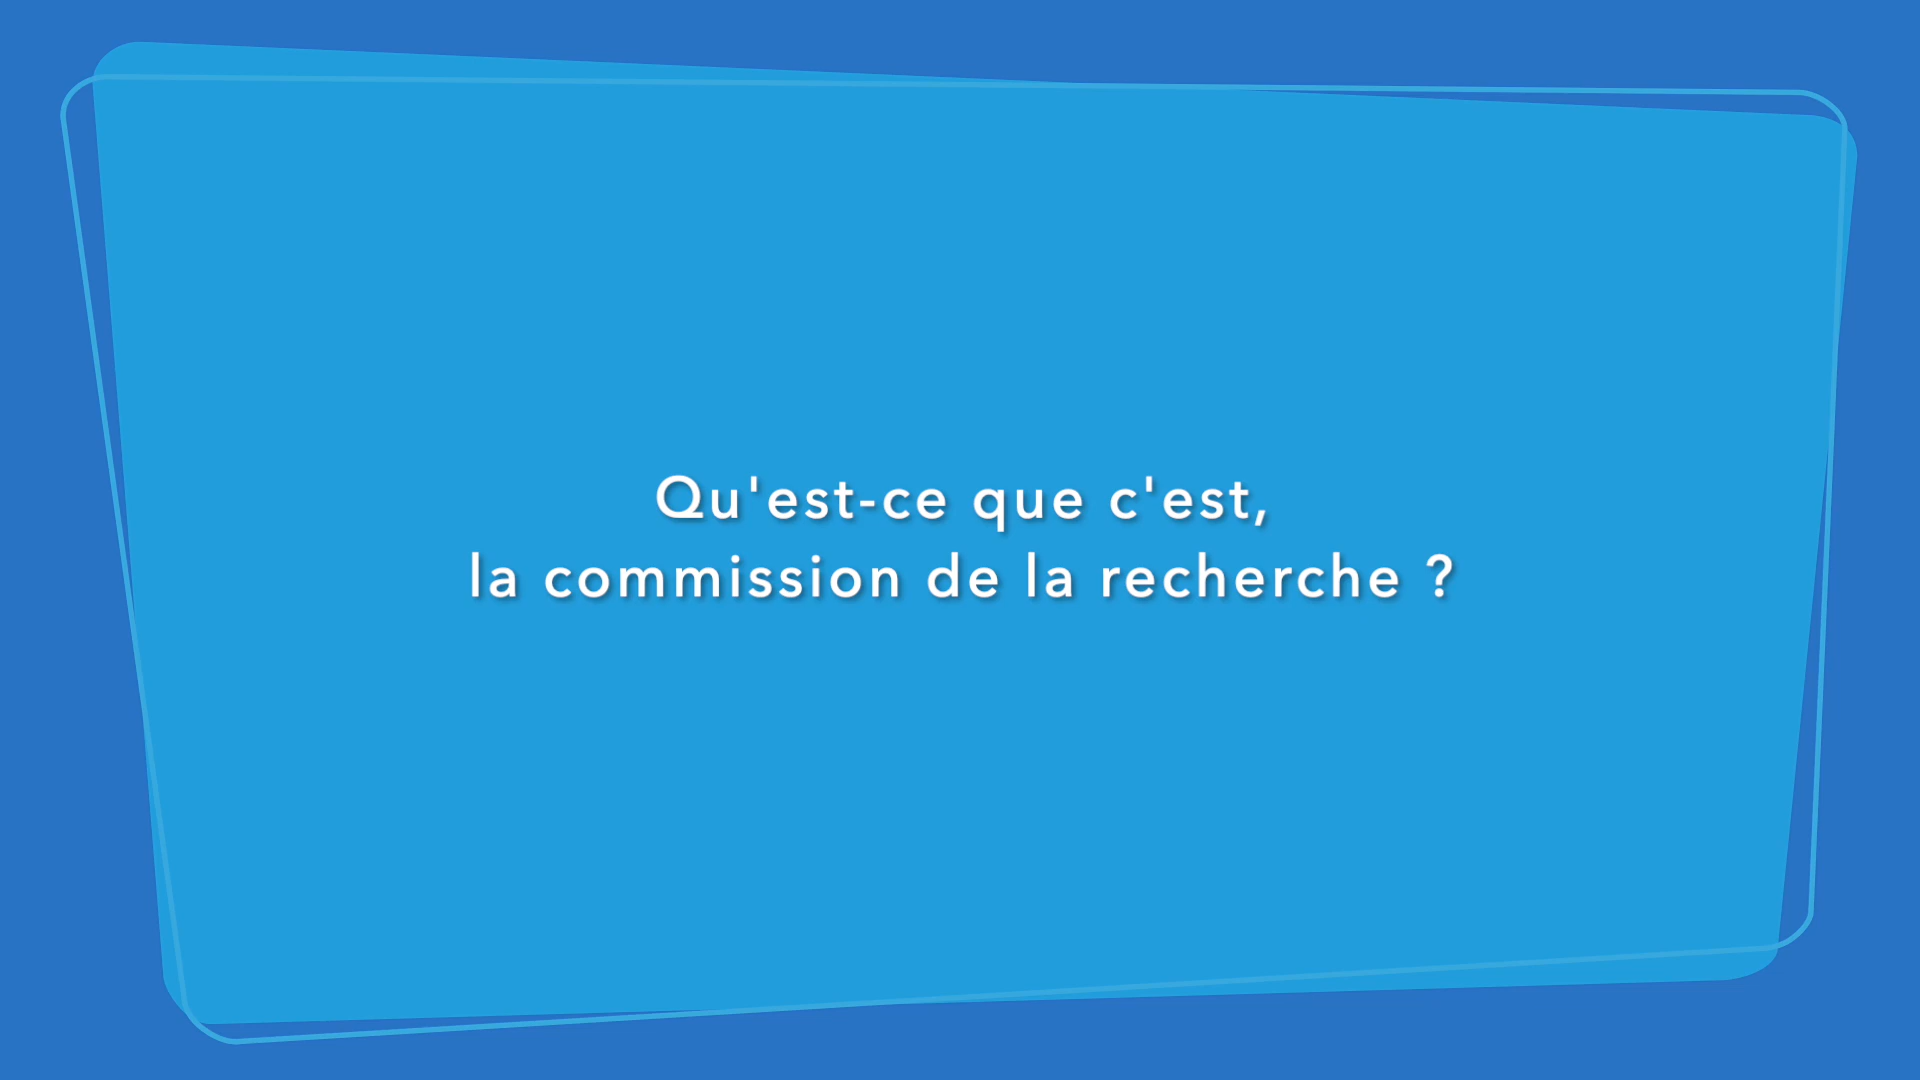 Qu'est-ce que c'est,
la commission de la recherche ?